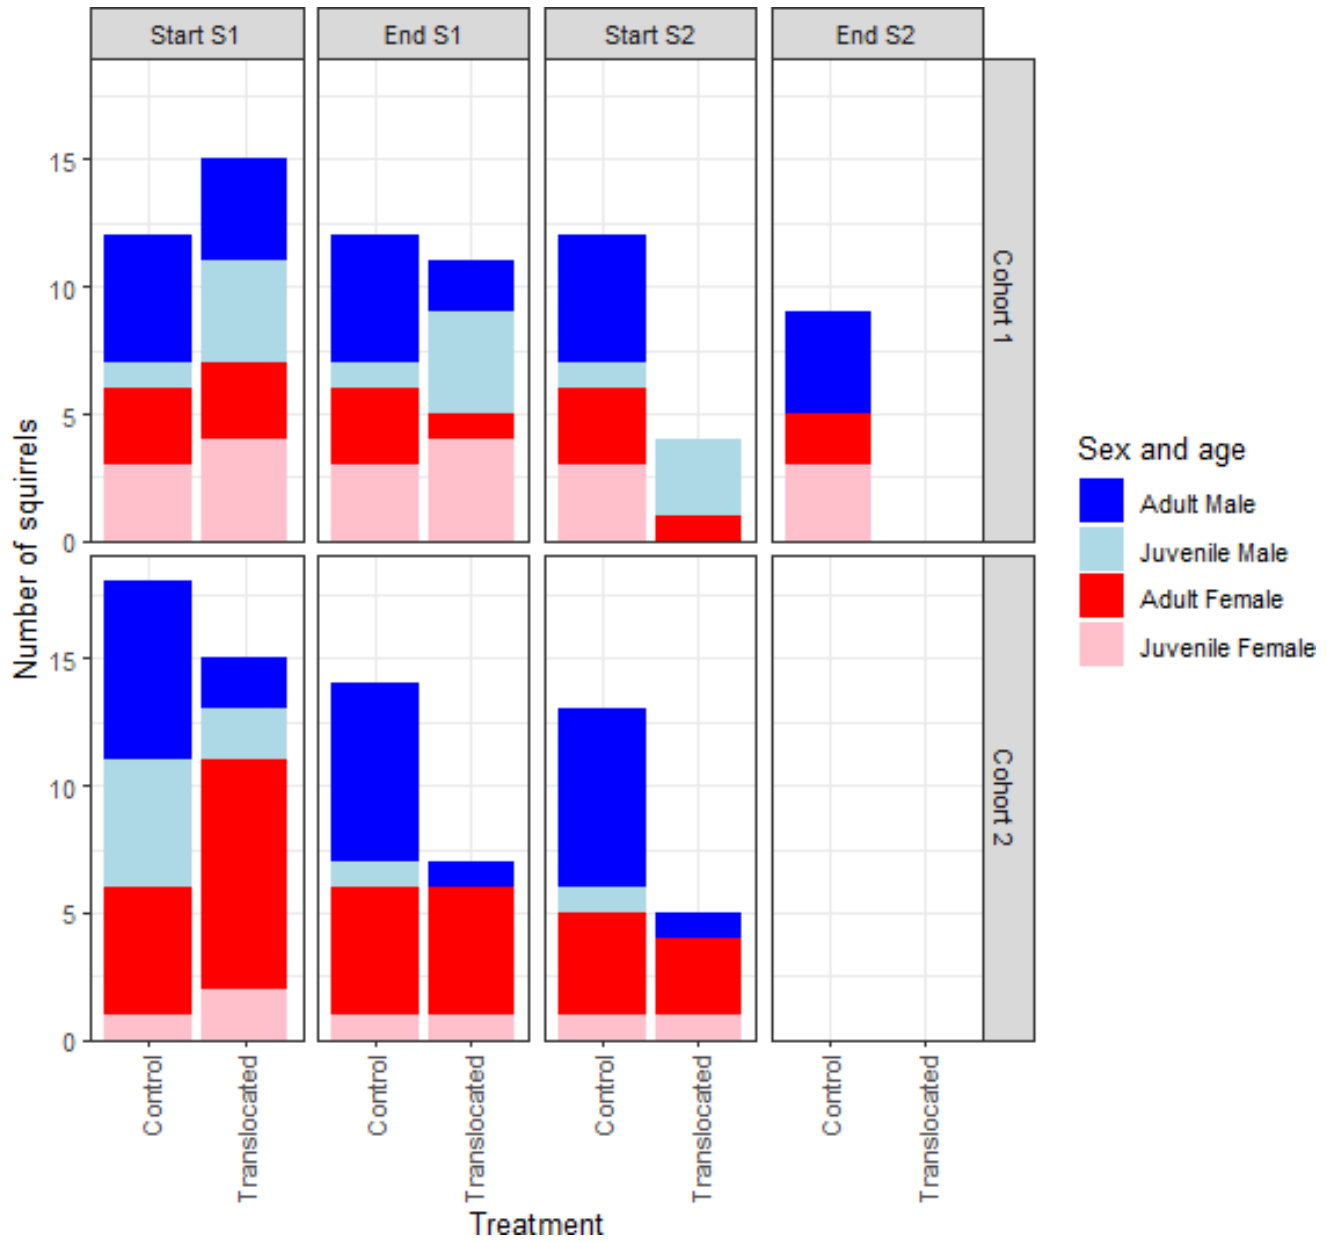 Start S1
End S1
Start S2
End S2
15
10
5
0
Cohort 1
15
10
5
0
Cohort 2
Number of squirrels
Control
Translocated
Control
Translocated
Control
Translocated
Control
Translocated
Treatment
Sex and age
Adult Male
Juvenile Male
Adult Female
Juvenile Female